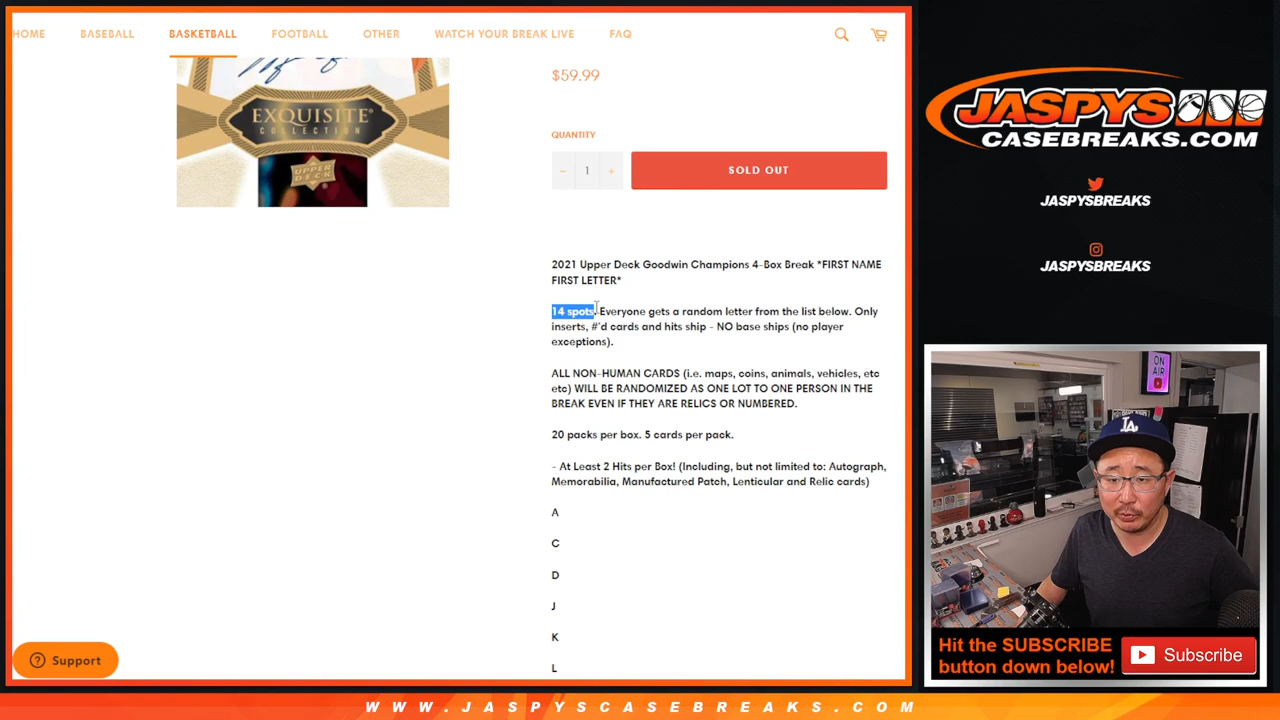 HOME BASEBALL BASKETBALL FOOTBALL OTHER WATCH YOUR BREAK LIVE FAQ
EXQUISITE®
COLLECTION
UPPER DECK
$59.99
QUANTITY
− 1 +
SOLD OUT
2021 Upper Deck Goodwin Champions 4-Box Break *FIRST NAME
FIRST LETTER*
14 spots. Everyone gets a random letter from the list below. Only
inserts, #'d cards and hits ship - NO base ships (no player
exceptions).
ALL NON-HUMAN CARDS (i.e. maps, coins, animals, vehicles, etc
etc) WILL BE RANDOMIZED AS ONE LOT TO ONE PERSON IN THE
BREAK EVEN IF THEY ARE RELICS OR NUMBERED.
20 packs per box. 5 cards per pack.
- At Least 2 Hits per Box! (Including, but not limited to: Autograph,
Memorabilia, Manufactured Patch, Lenticular and Relic cards)
A
C
D
J
K
L
? Support
JASPYS
CASEBREAKS.COM
JASPYSBREAKS
JASPYSBREAKS
ON
AIR
LA
Hit the SUBSCRIBE
button down below!
Subscribe
WWW.JASPYSCASEBREAKS.COM